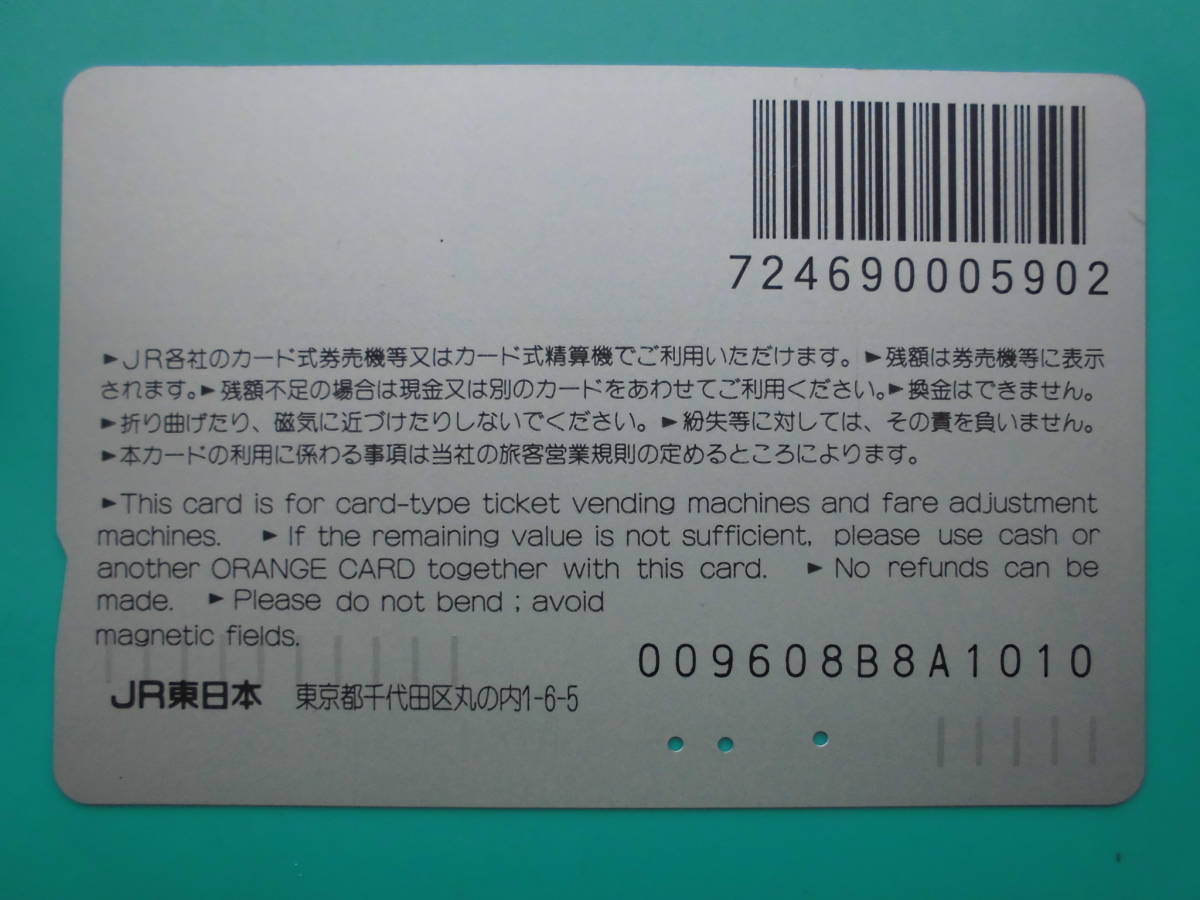 724690005902
►JR各社のカード式券売機等又はカード式精算機でご利用いただけます。►残額は券売機等に表示
されます。►残額不足の場合は現金又は別のカードをあわせてご利用ください。►換金はできません。
►折り曲げたり、磁気に近づけたりしないでください。►紛失等に対しては、その責を負いません。
►本カードの利用に係わる事項は当社の旅客営業規則の定めるところによります。
►This card is for card-type ticket vending machines and fare adjustment
machines. ►If the remaining value is not sufficient, please use cash or
another ORANGE CARD together with this card. ►No refunds can be
made. ►Please do not bend ; avoid
magnetic fields.
009608B8A1010
JR東日本 東京都千代田区丸の内1-6-5